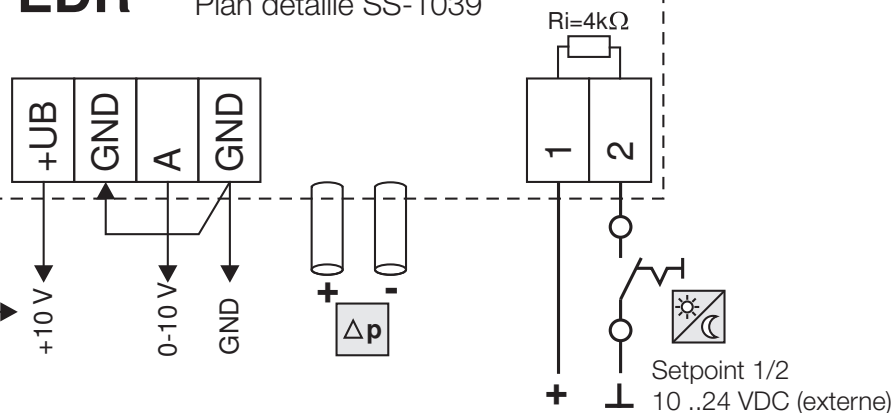 Plan détaillé SS-1039
Ri=4kΩ
+UB
GND
A
GND
1
2
+10 V
0-10 V
GND
+
-
Δp
+
Setpoint 1/2
10 ..24 VDC (externe)